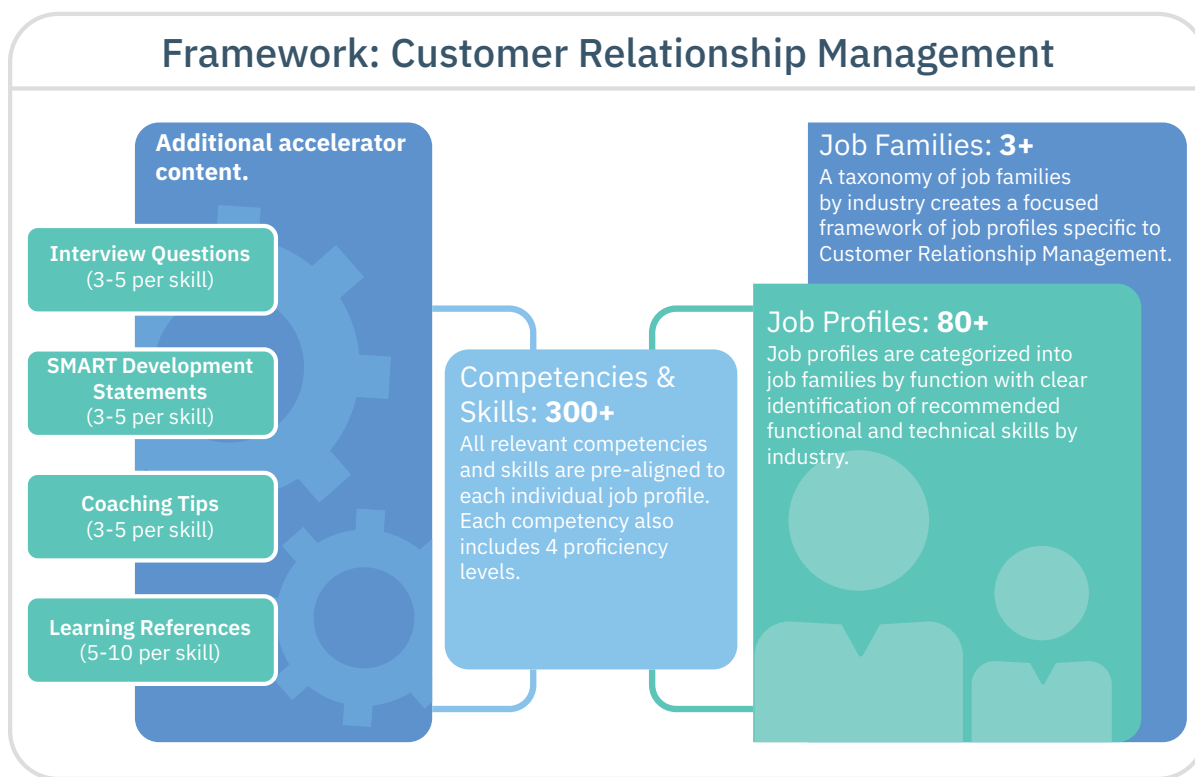 Framework: Customer Relationship Management
Additional accelerator
content.
Interview Questions
(3-5 per skill)
SMART Development
Statements
(3-5 per skill)
Coaching Tips
(3-5 per skill)
Learning References
(5-10 per skill)
Competencies &
Skills: 300+
All relevant competencies
and skills are pre-aligned to
each individual job profile.
Each competency also
includes 4 proficiency
levels.
Job Families: 3+
A taxonomy of job families
by industry creates a focused
framework of job profiles specific to
Customer Relationship Management.
Job Profiles: 80+
Job profiles are categorized into
job families by function with clear
identification of recommended
functional and technical skills by
industry.